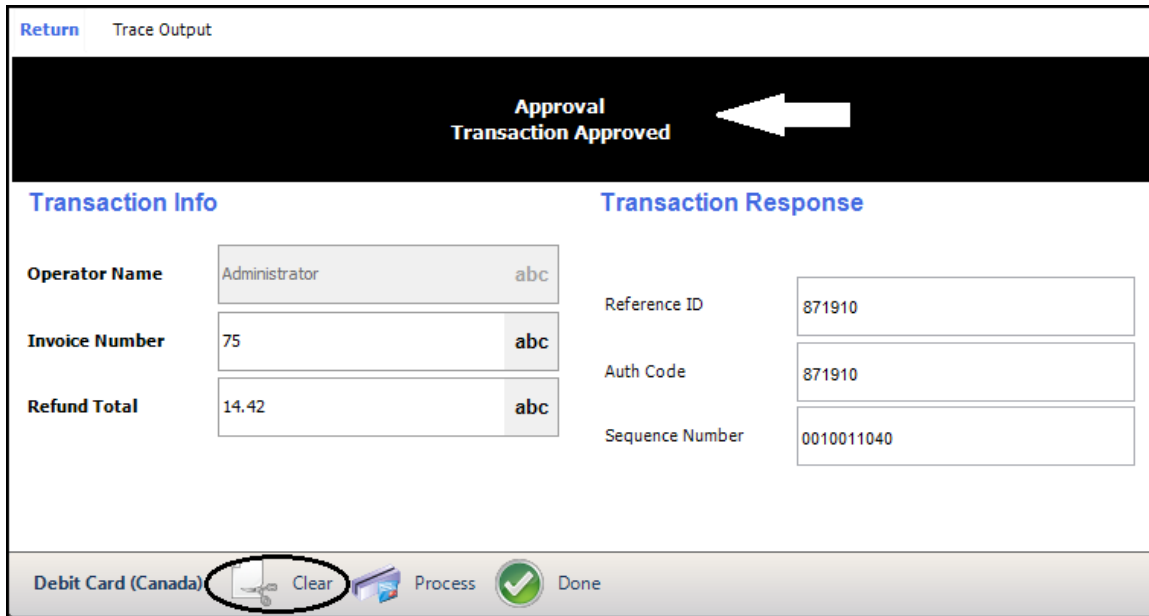 Return Trace Output
Approval
Transaction Approved
Transaction Info
Operator Name Administrator abc
Invoice Number 75 abc
Refund Total 14.42 abc
Transaction Response
Reference ID 871910
Auth Code 871910
Sequence Number 0010011040
Debit Card (Canada) Clear Process Done